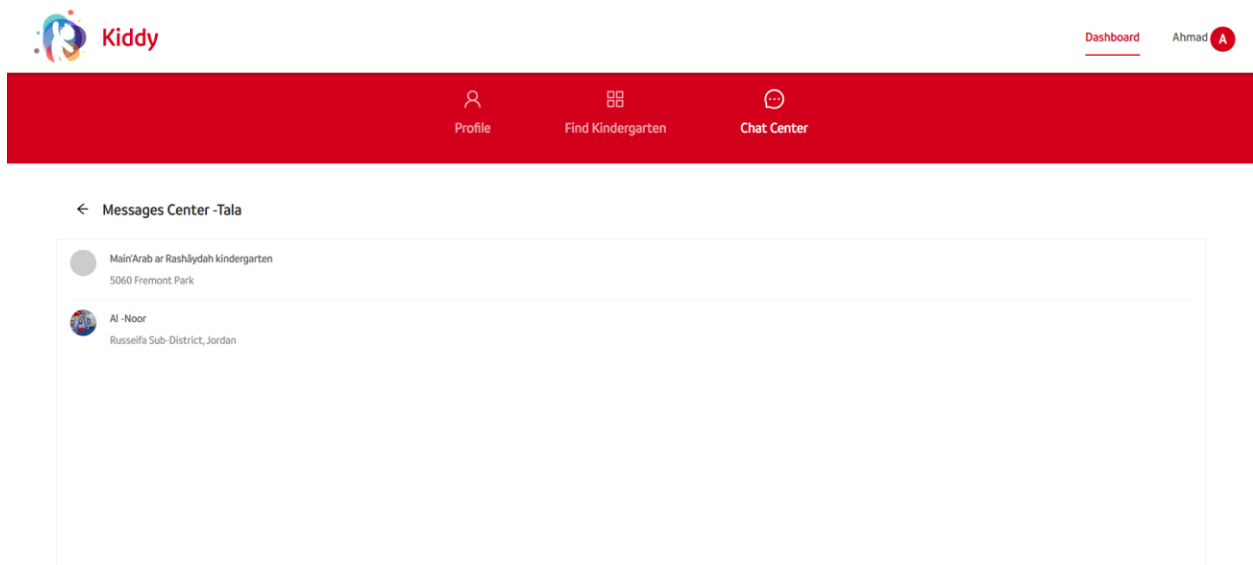 Kiddy
Dashboard
Ahmad A
Profile
Find Kindergarten
Chat Center
Messages Center -Tala
Main'Arab ar Rashāydah kindergarten
5060 Fremont Park
Al -Noor
Russeifa Sub-District, Jordan